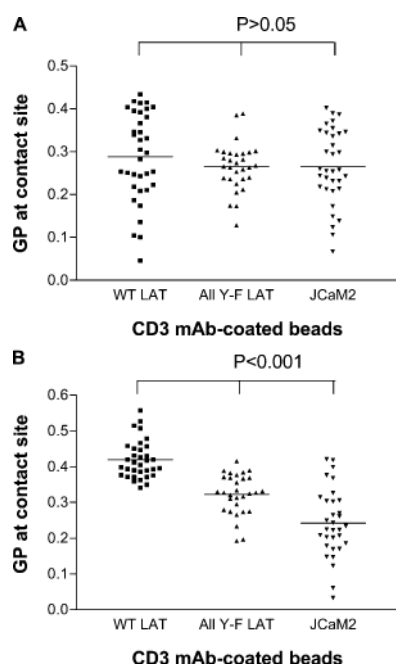 A
P>0.05
0.5
0.4
0.3
0.2
0.1
0.0
GP at contact site
WT LAT All Y-F LAT JCaM2
CD3 mAb-coated beads
B
P<0.001
0.6
0.5
0.4
0.3
0.2
0.1
0.0
GP at contact site
WT LAT All Y-F LAT JCaM2
CD3 mAb-coated beads